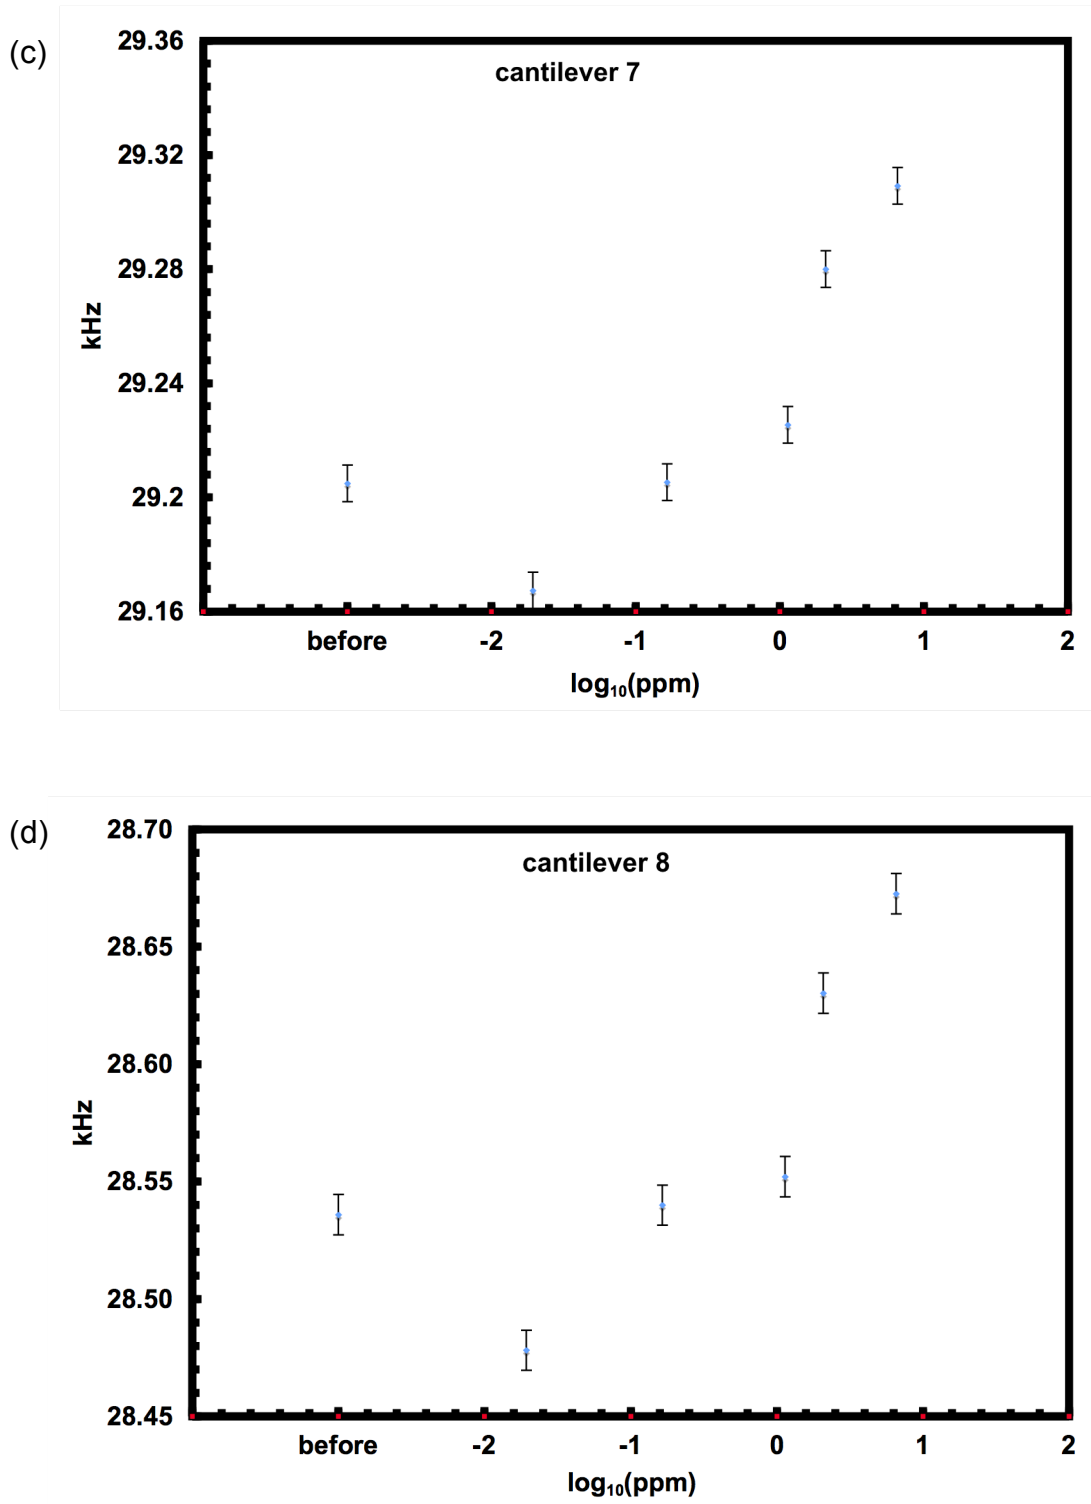 (c)
cantilever 7
29.36
29.32
29.28
29.24
29.2
29.16
kHz
before -2 -1 0 1 2
log₁₀(ppm)
(d)
cantilever 8
28.70
28.65
28.60
28.55
28.50
28.45
kHz
before -2 -1 0 1 2
log₁₀(ppm)